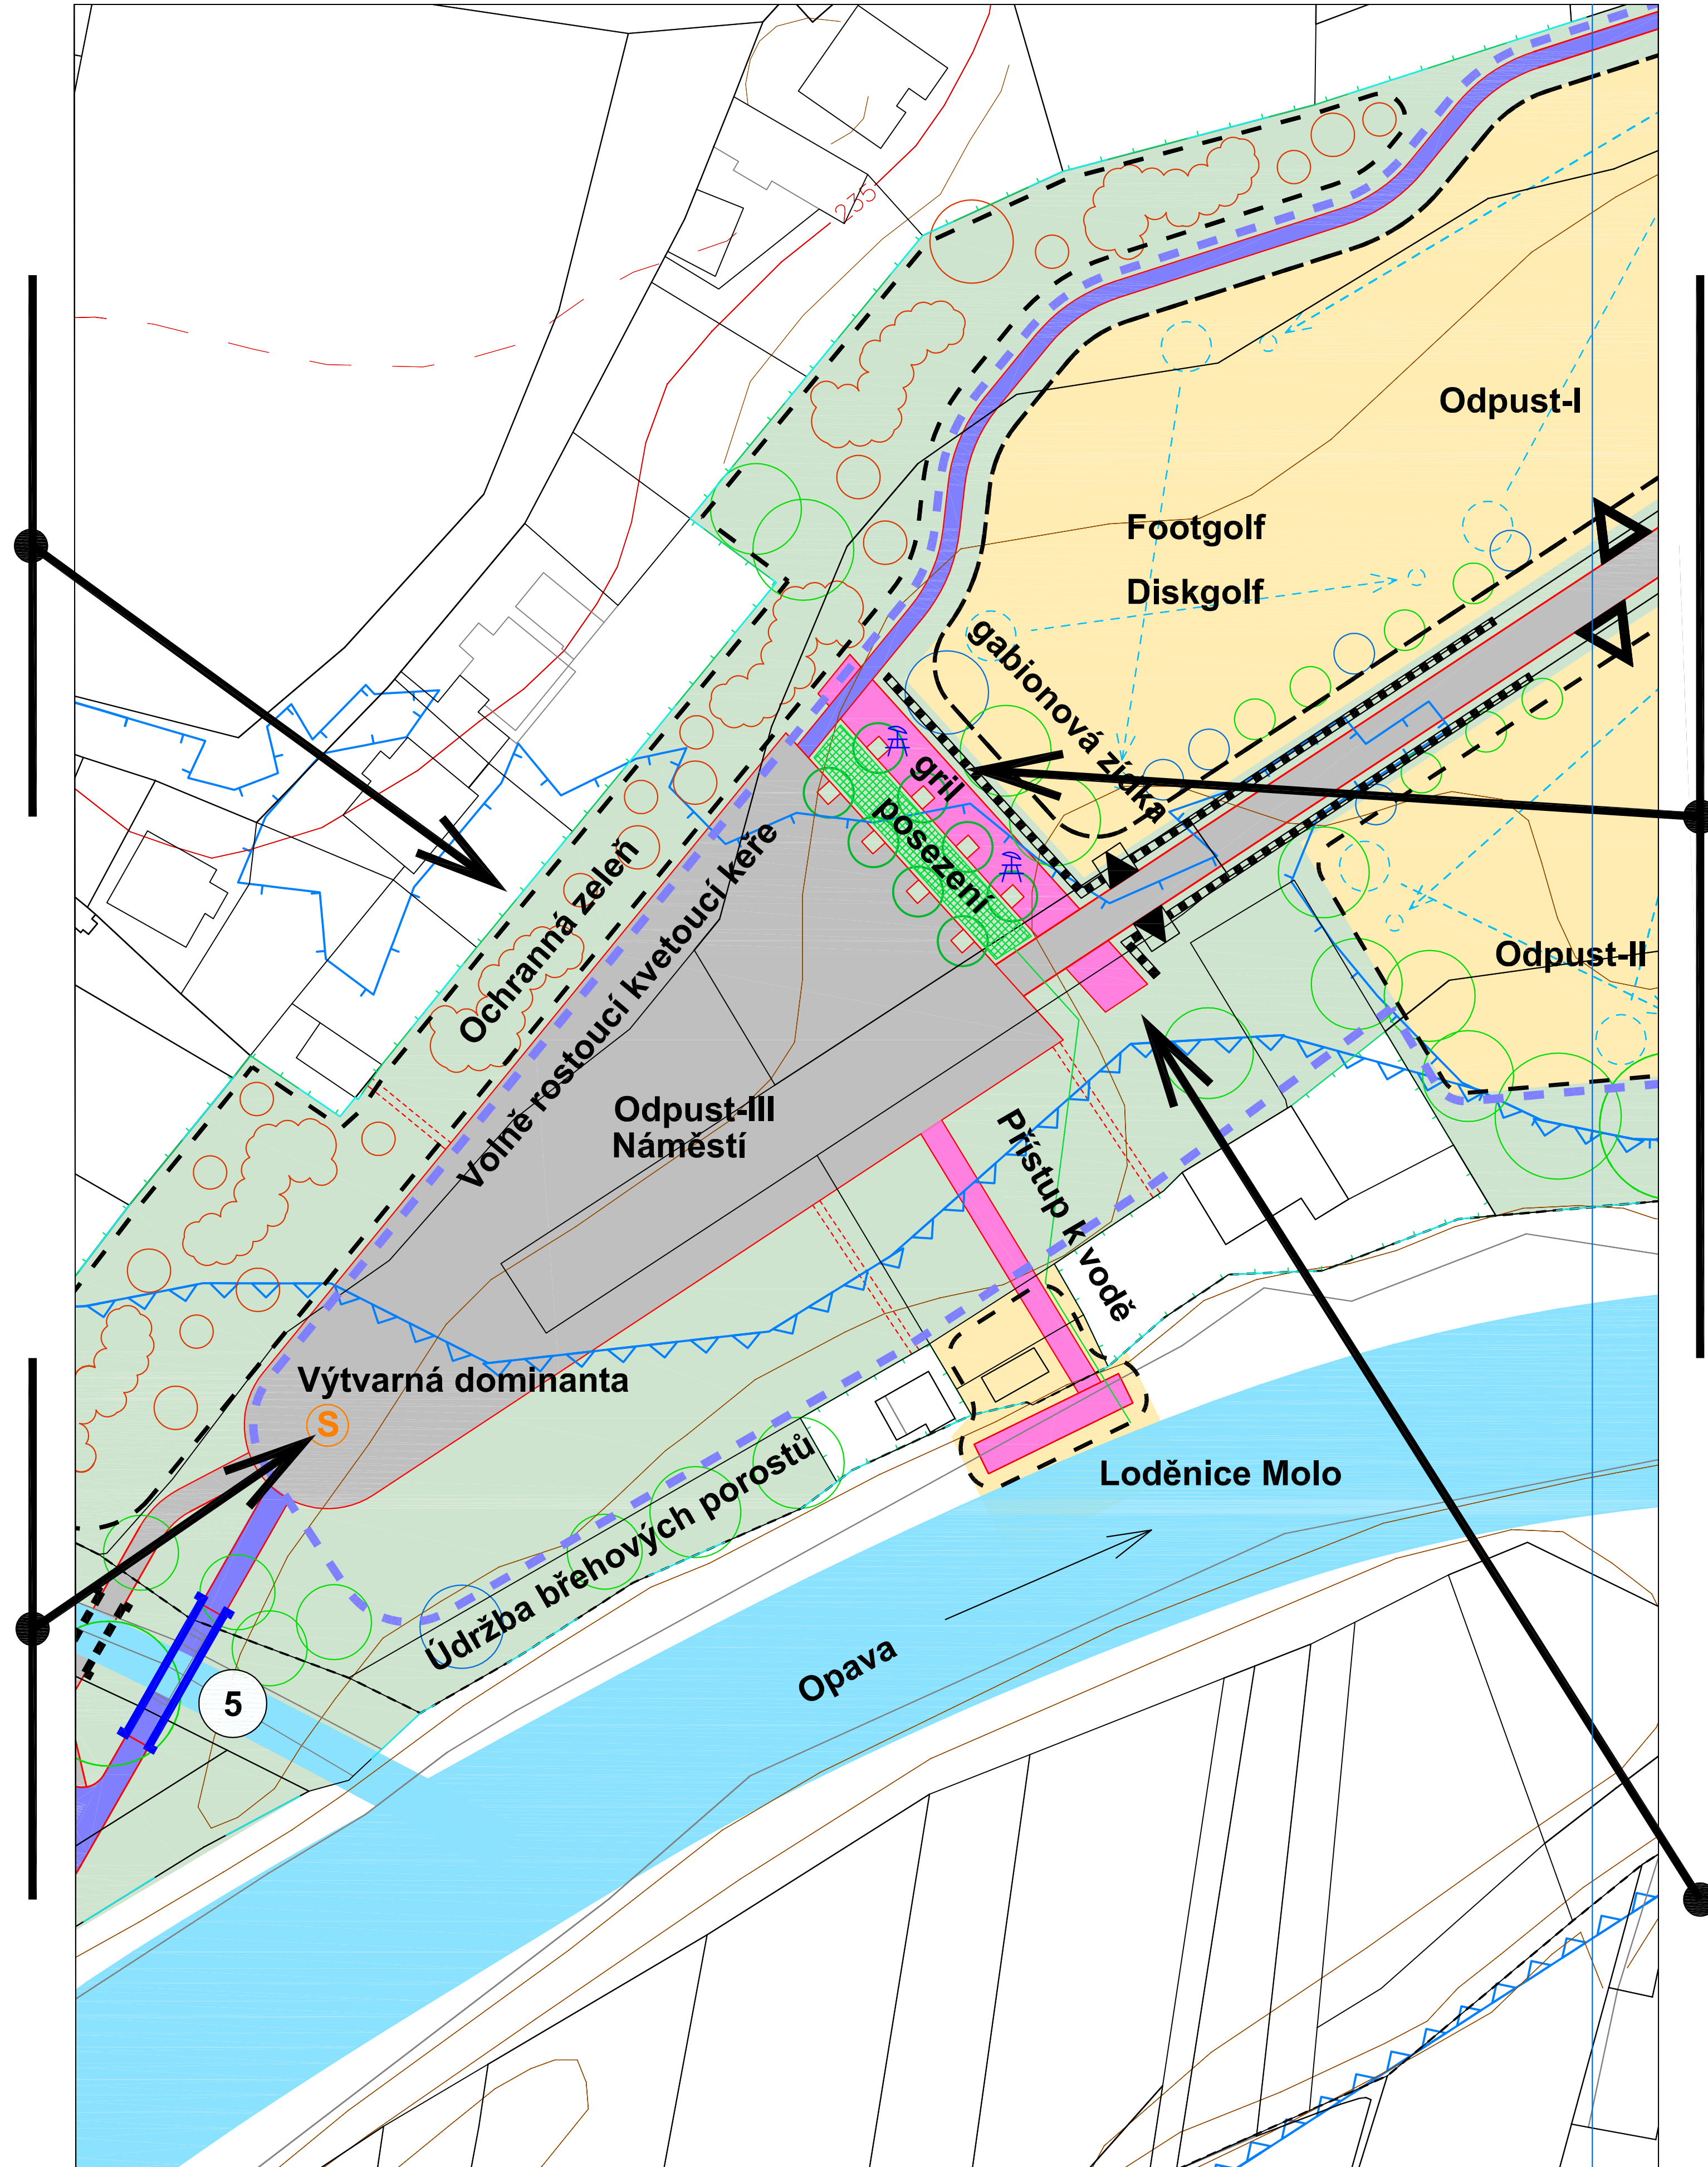 235
Odpust-I
Footgolf
Diskgolf
gabionová zídka
gril
posezení
Ochranná zeleň
Volně rostoucí kvetoucí keře
Odpust-II
Odpust-III
Náměstí
Přístup k vodě
Výtvarná dominanta
S
Loděnice Molo
Údržba břehových porostů
Opava
5